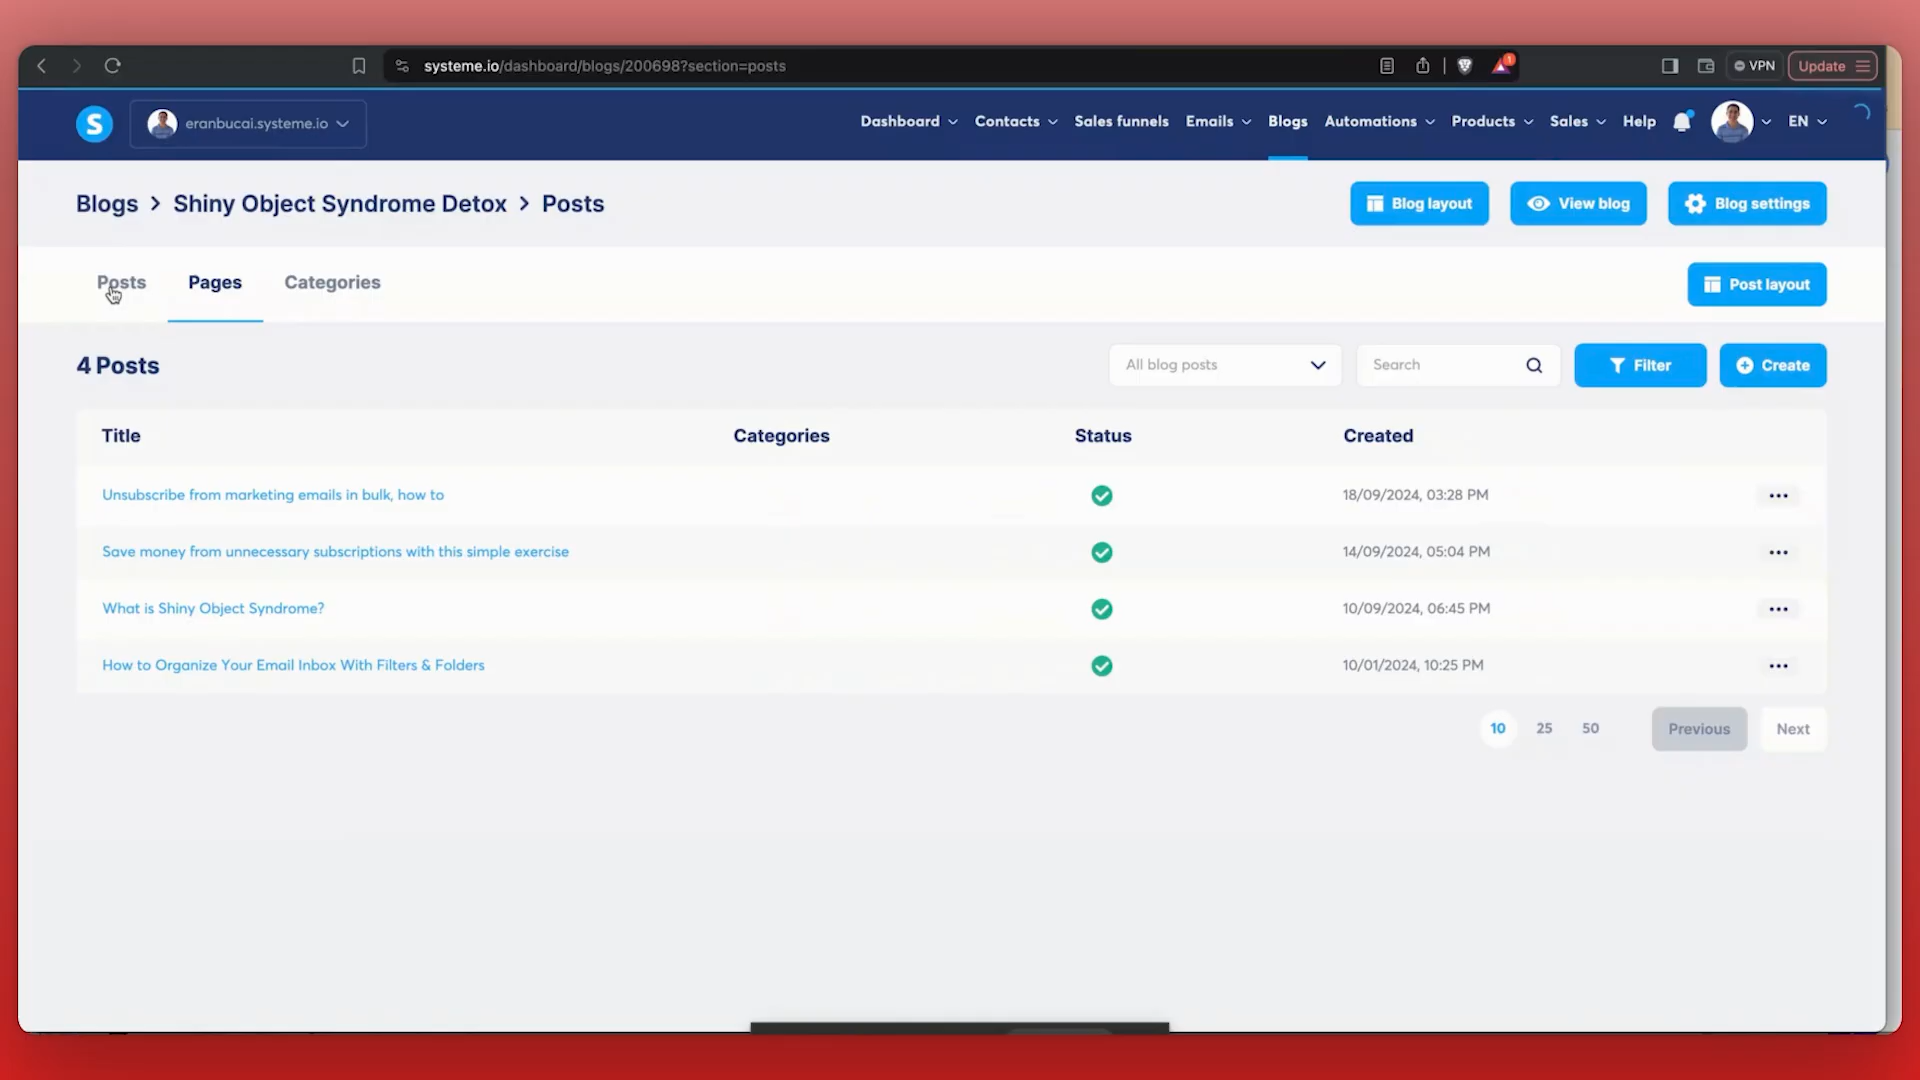 systeme.io/dashboard/blogs/200698?section=posts
1
VPN
Update
S
eranbucai.systeme.io
Dashboard
Contacts
Sales funnels
Emails
Blogs
Automations
Products
Sales
Help
EN
Blogs > Shiny Object Syndrome Detox > Posts
Blog layout
View blog
Blog settings
Posts
Pages
Categories
Post layout
4 Posts
All blog posts
Search
Filter
Create
Title Categories Status Created
Unsubscribe from marketing emails in bulk, how to 18/09/2024, 03:28 PM
Save money from unnecessary subscriptions with this simple exercise 14/09/2024, 05:04 PM
What is Shiny Object Syndrome? 10/09/2024, 06:45 PM
How to Organize Your Email Inbox With Filters & Folders 10/01/2024, 10:25 PM
10 25 50 Previous Next